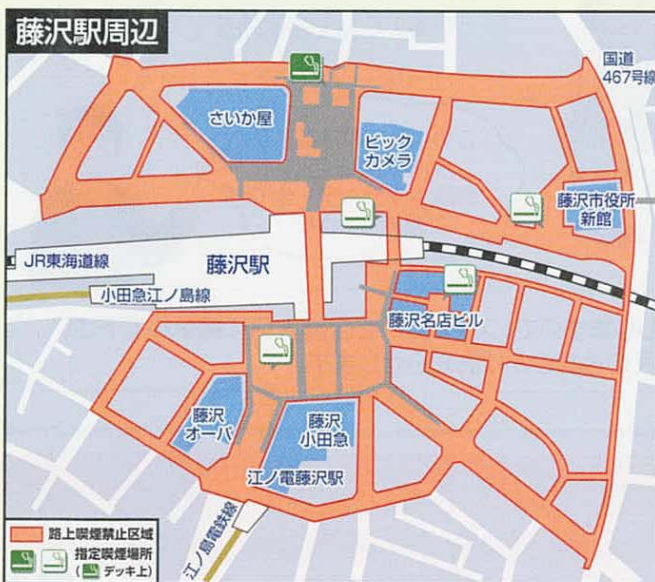 藤沢駅周辺
国道
467号線
さいか屋
ビック
カメラ
藤沢市役所
新館
JR東海道線
藤沢駅
小田急江ノ島線
藤沢名店ビル
藤沢
オーパ
藤沢
小田急
江ノ電藤沢駅
江ノ島電鉄線
路上喫煙禁止区域
指定喫煙場所
(デッキ上)